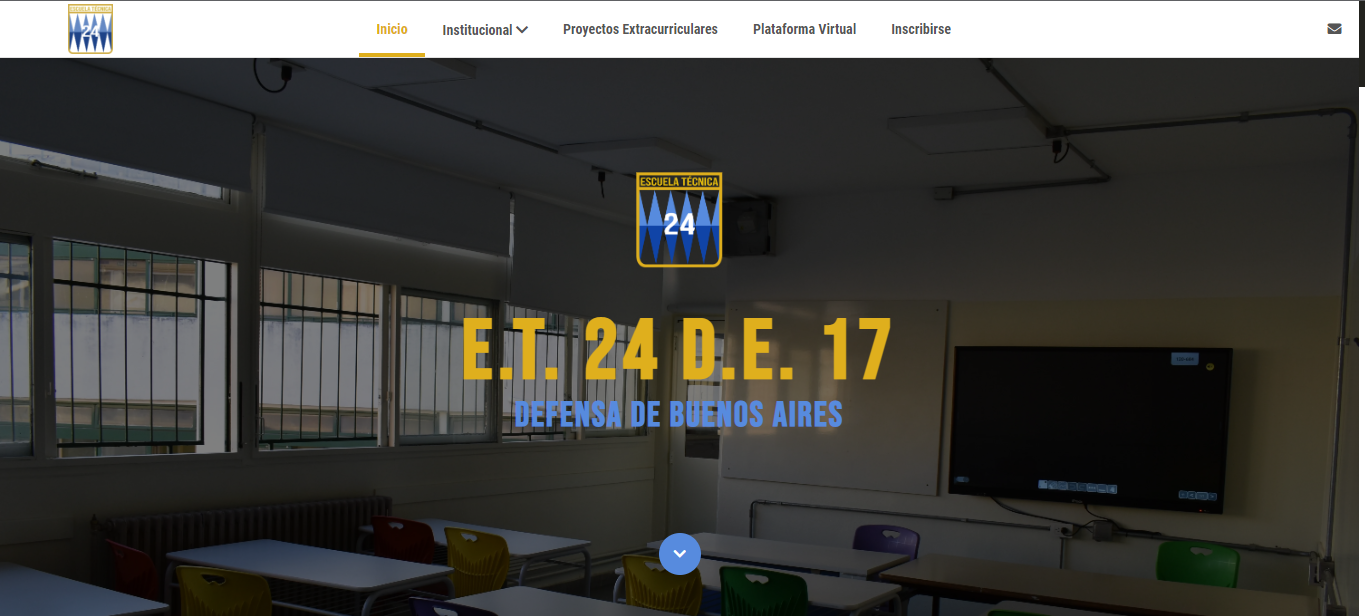 ESCUELA TÉCNICA
24
Inicio
Institucional
Proyectos Extracurriculares
Plataforma Virtual
Inscribirse
ESCUELA TÉCNICA
24
E.T. 24 D.E. 17
DEFENSA DE BUENOS AIRES